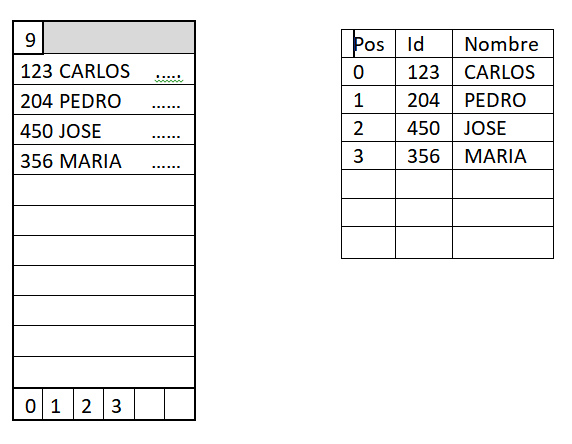 9
123 CARLOS .....
204 PEDRO ......
450 JOSE ......
356 MARIA ......
0 1 2 3
Pos Id Nombre
0 123 CARLOS
1 204 PEDRO
2 450 JOSE
3 356 MARIA